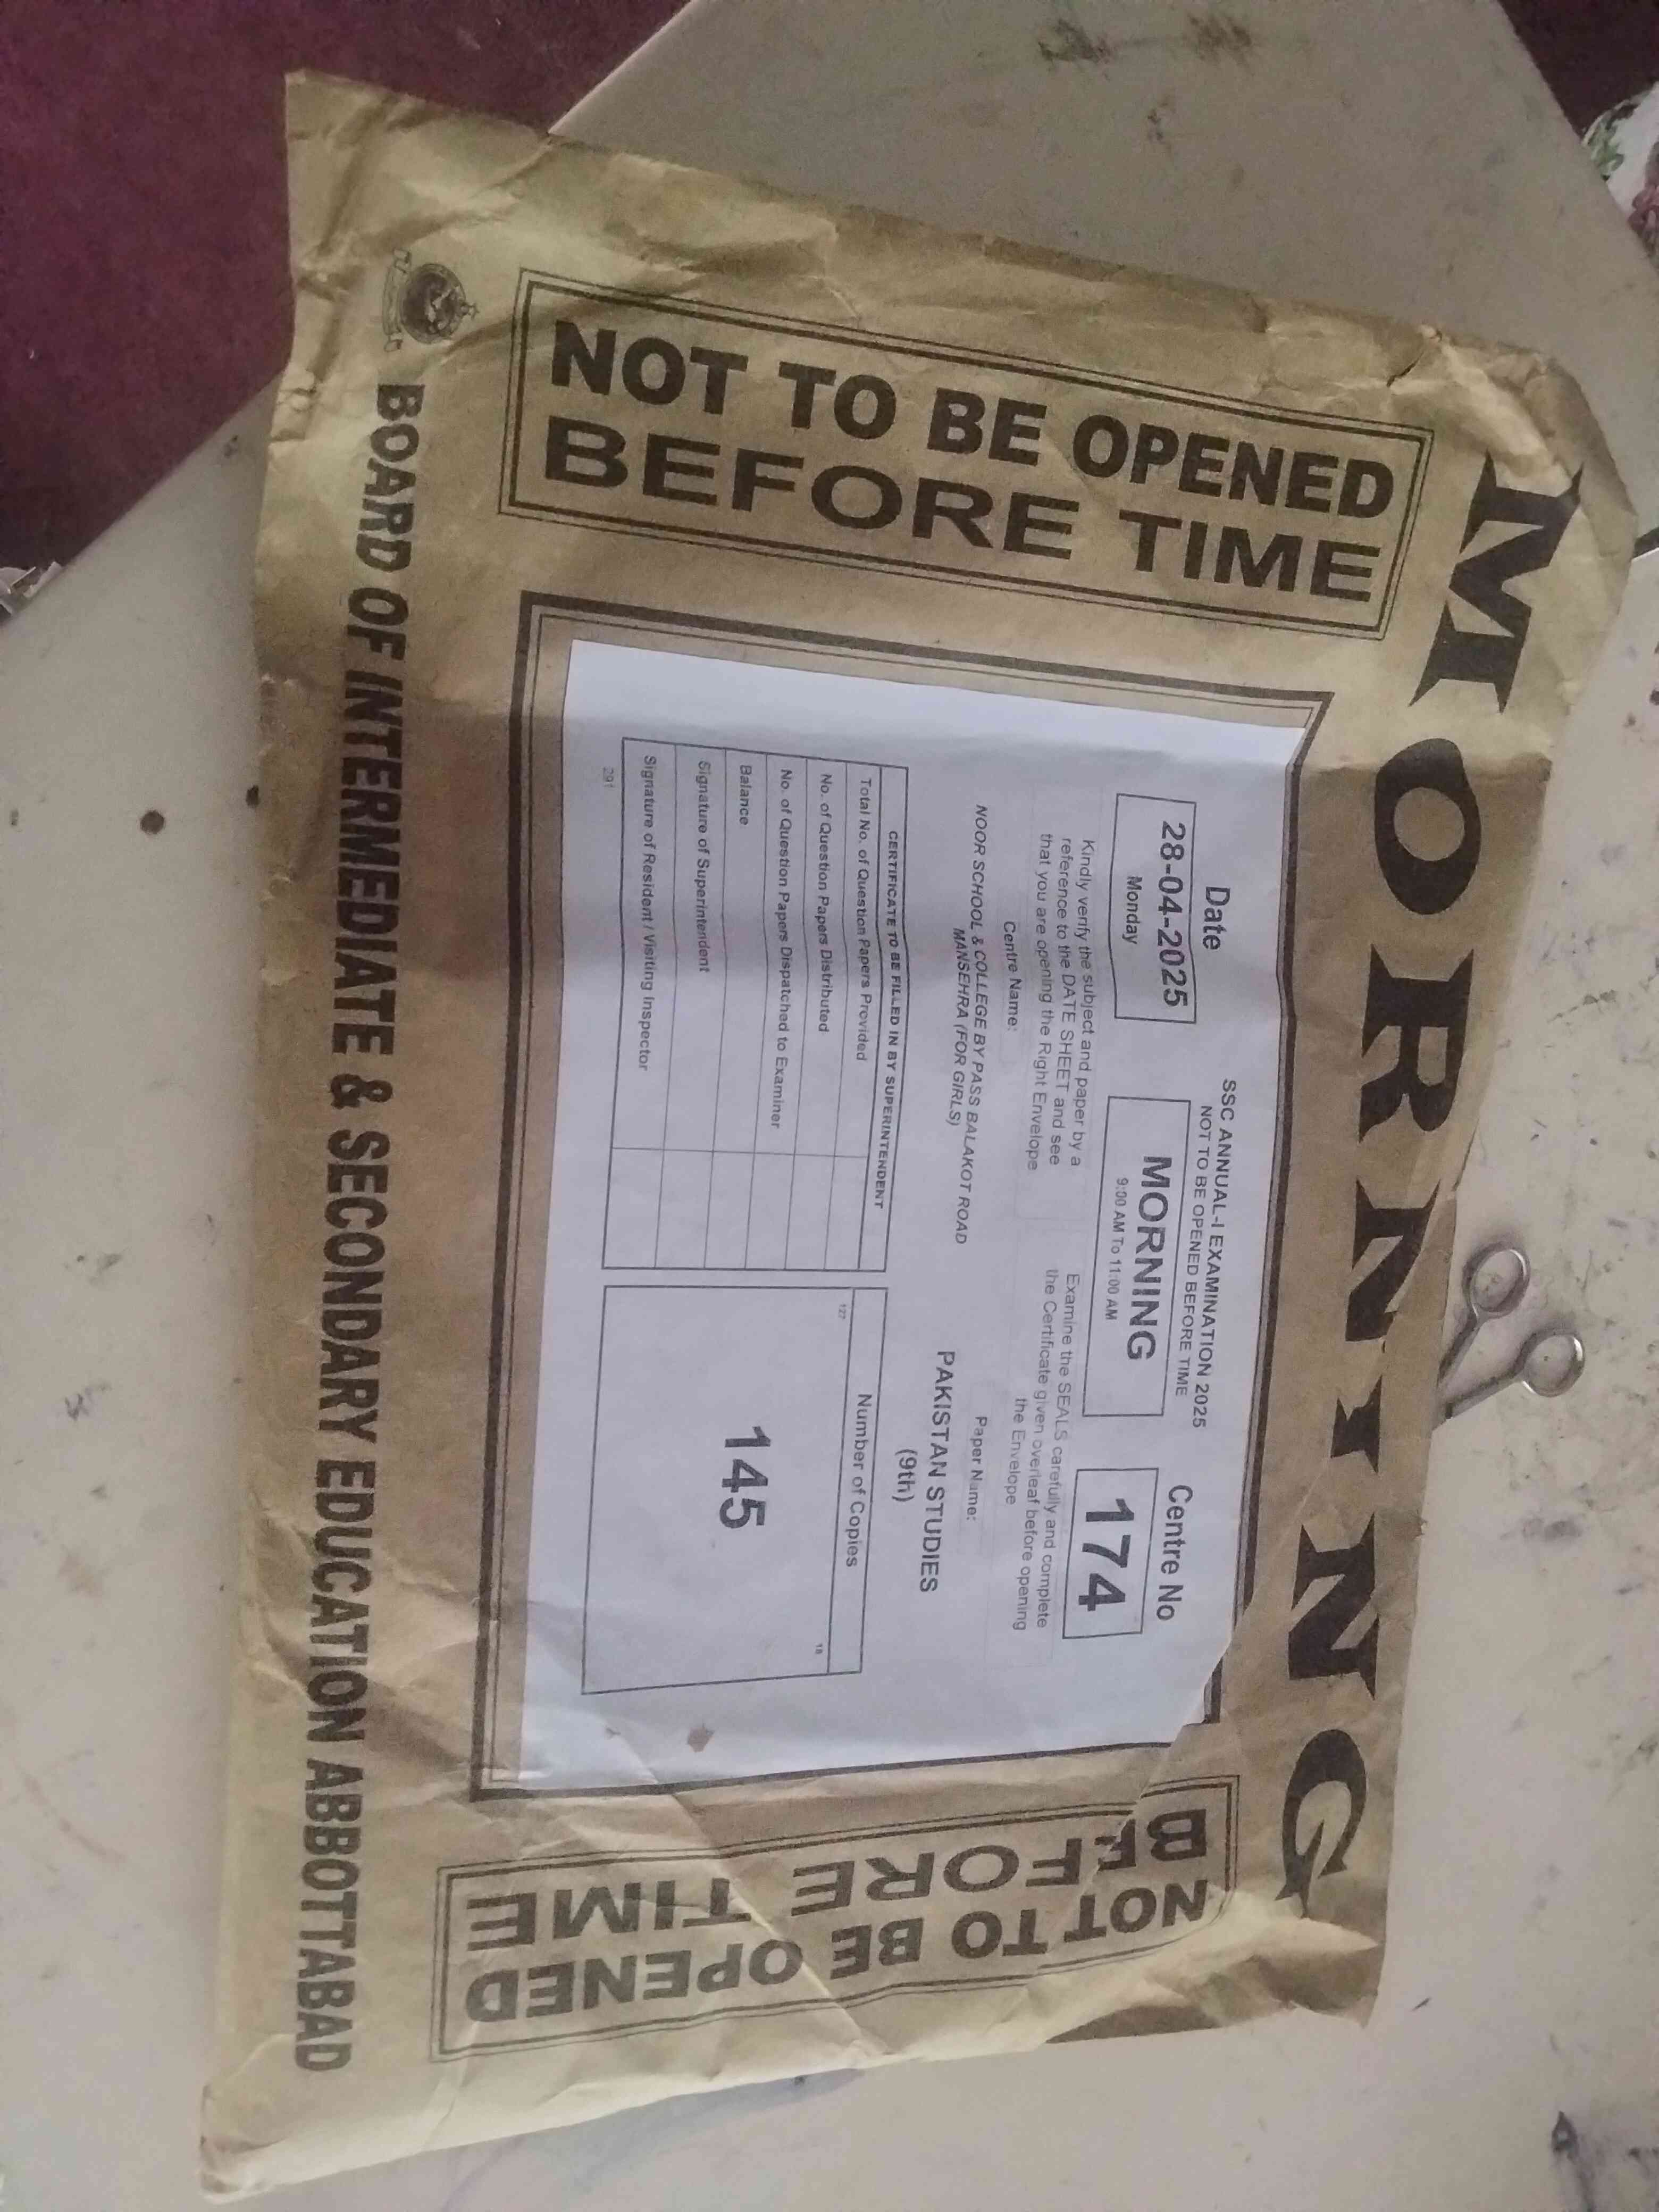 MORNING
NOT TO BE OPENED
BEFORE TIME
Date
28-04-2025
Monday
SSC ANNUAL-I EXAMINATION 2025
NOT TO BE OPENED BEFORE TIME
MORNING
9:00 AM To 11:00 AM
Centre No
174
Kindly verify the subject and paper by a
reference to the DATE SHEET and see
that you are opening the Right Envelope
Examine the SEALS carefully and complete
the Certificate given overleaf before opening
the Envelope
Centre Name:
NOOR SCHOOL & COLLEGE BY PASS BALAKOT ROAD
MANSEHRA (FOR GIRLS)
Paper Name:
PAKISTAN STUDIES
(9th)
CERTIFICATE TO BE FILLED IN BY SUPERINTENDENT
Total No. of Question Papers Provided
No. of Question Papers Distributed
No. of Question Papers Dispatched to Examiner
Balance
Signature of Superintendent
Signature of Resident / Visiting Inspector
291
Number of Copies
127
18
145
NOT TO BE OPENED
BEFORE TIME
BOARD OF INTERMEDIATE & SECONDARY EDUCATION ABBOTTABAD